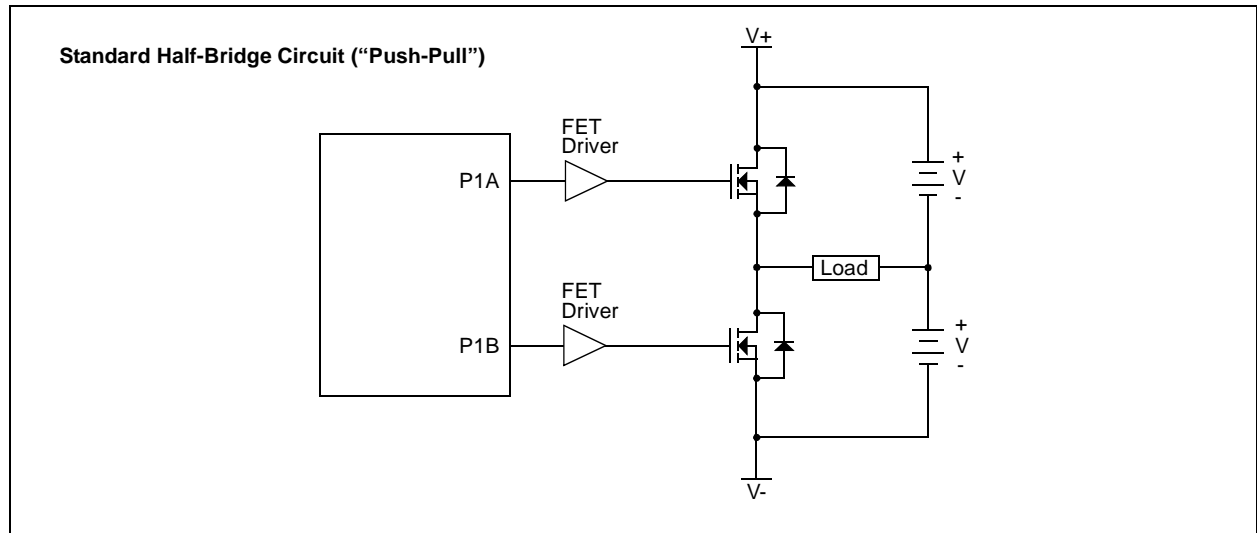 Standard Half-Bridge Circuit (“Push-Pull”)
V+
FET
Driver
P1A
+
V
-
Load
FET
Driver
P1B
+
V
-
V-